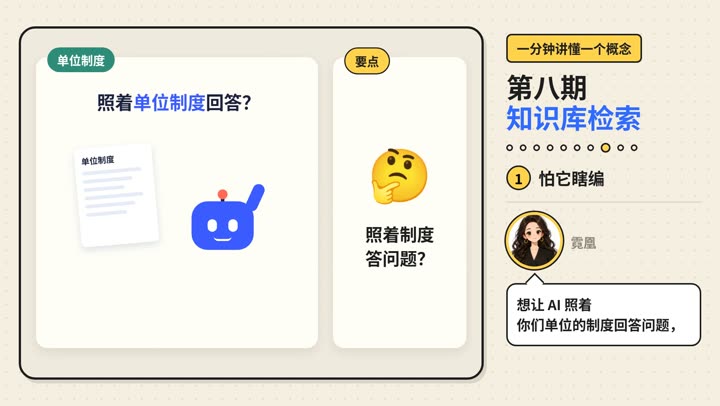 单位制度
照着单位制度回答？
单位制度
要点
照着制度
答问题？
一分钟讲懂一个概念
第八期
知识库检索
1 怕它瞎编
霓凰
想让 AI 照着
你们单位的制度回答问题，